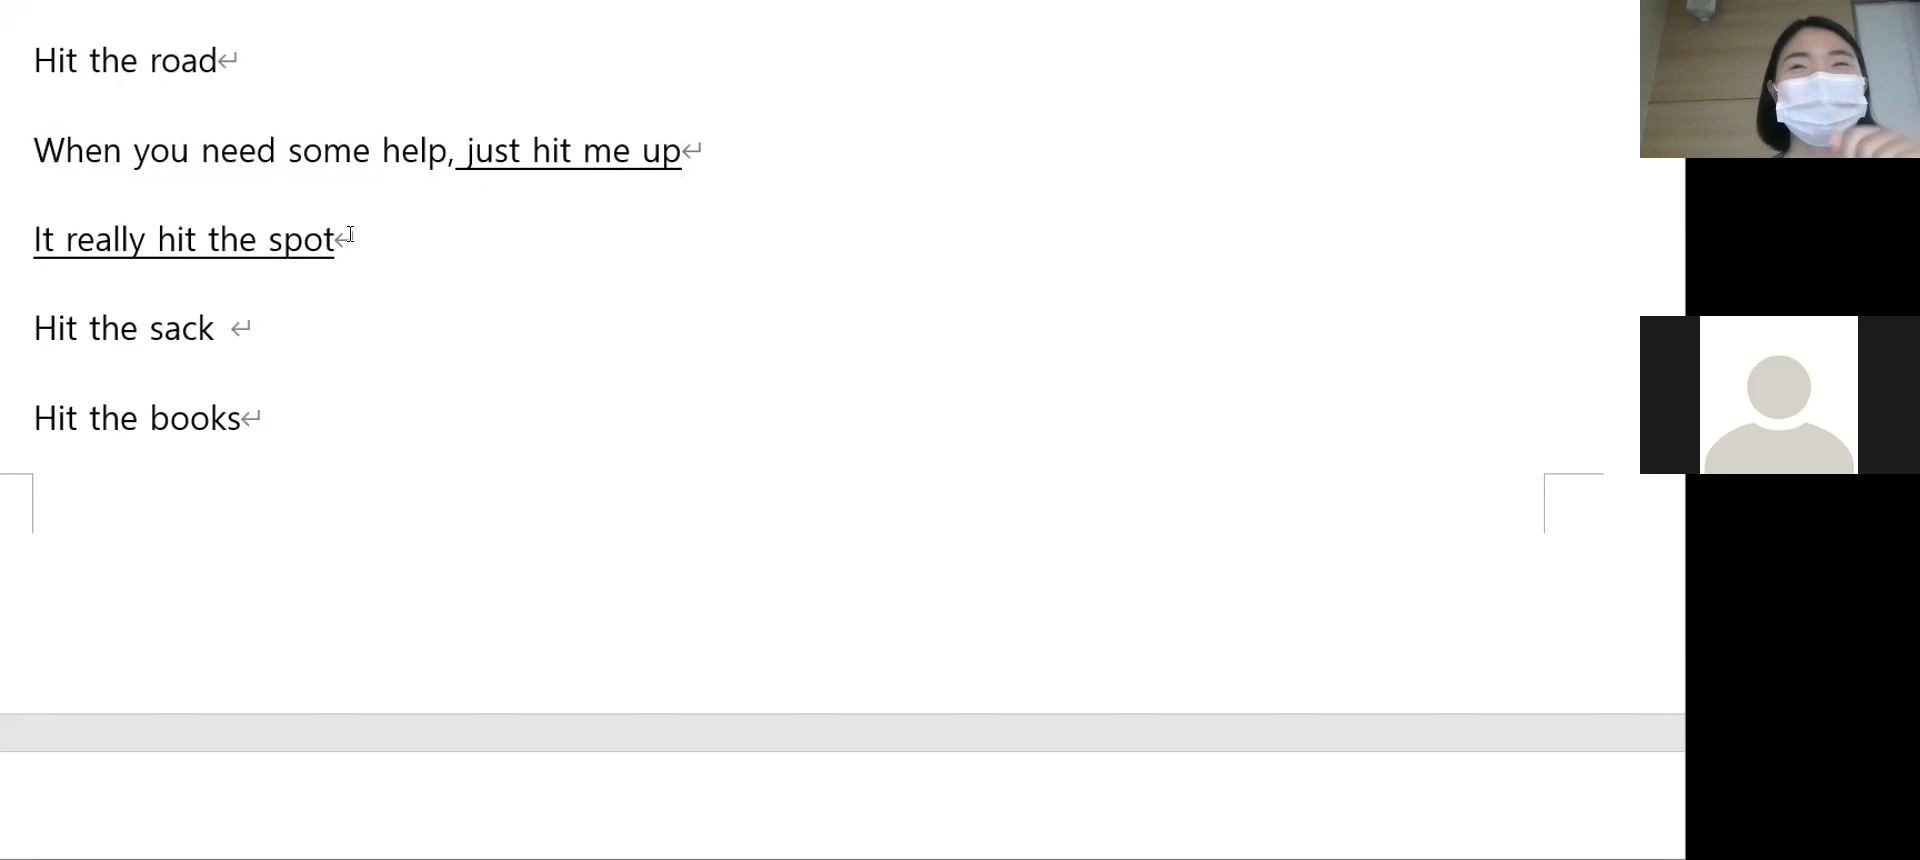 Hit the road
When you need some help, just hit me up
It really hit the spot
Hit the sack
Hit the books